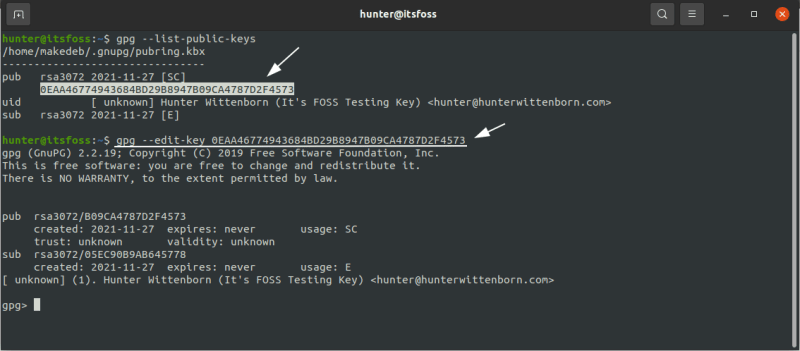 hunter@itsfoss
hunter@itsfoss:~$ gpg --list-public-keys
/home/makedeb/.gnupg/pubring.kbx
--------------------------------
pub   rsa3072 2021-11-27 [SC]
      0EAA46774943684BD29B8947B09CA4787D2F4573
uid           [ unknown] Hunter Wittenborn (It's FOSS Testing Key) <hunter@hunterwittenborn.com>
sub   rsa3072 2021-11-27 [E]
hunter@itsfoss:~$ gpg --edit-key 0EAA46774943684BD29B8947B09CA4787D2F4573
gpg (GnuPG) 2.2.19; Copyright (C) 2019 Free Software Foundation, Inc.
This is free software: you are free to change and redistribute it.
There is NO WARRANTY, to the extent permitted by law.
pub  rsa3072/B09CA4787D2F4573
     created: 2021-11-27  expires: never       usage: SC
     trust: unknown       validity: unknown
sub  rsa3072/05EC90B9AB645778
     created: 2021-11-27  expires: never       usage: E
[ unknown] (1). Hunter Wittenborn (It's FOSS Testing Key) <hunter@hunterwittenborn.com>
gpg>